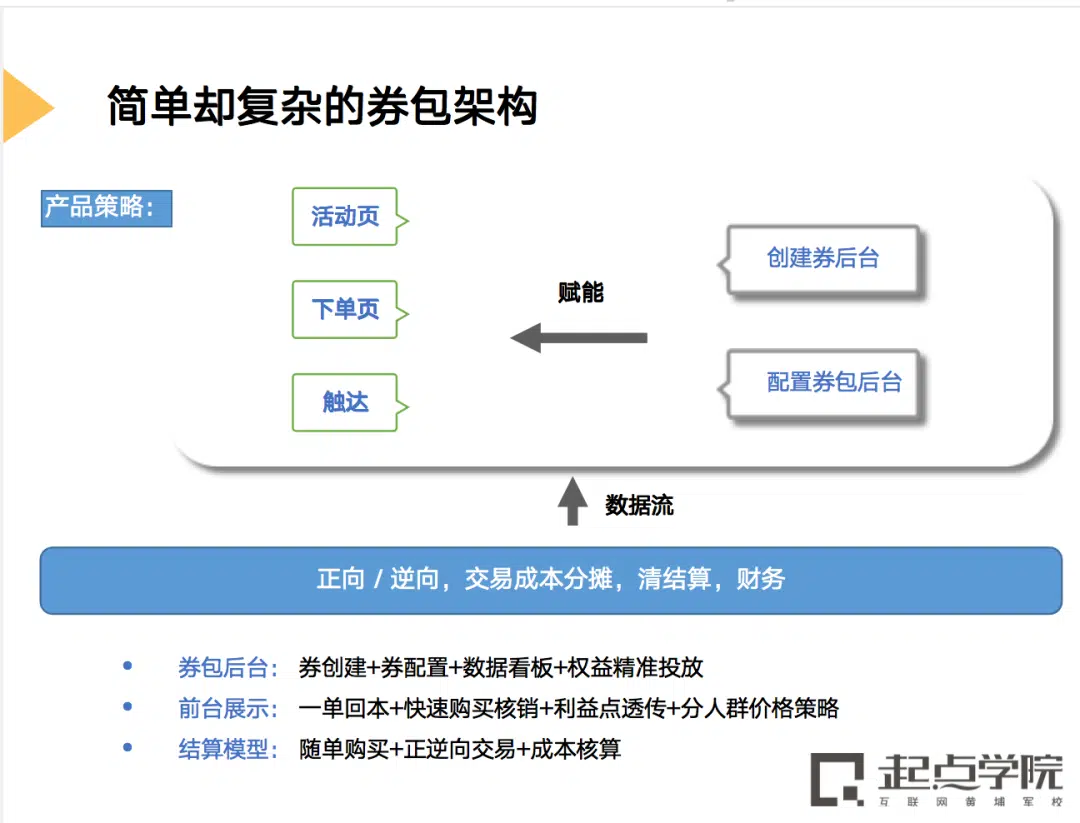 简单却复杂的券包架构
产品策略：
活动页
下单页
触达
赋能
创建券后台
配置券包后台
数据流
正向 / 逆向，交易成本分摊，清结算，财务
• 券包后台： 券创建+券配置+数据看板+权益精准投放
• 前台展示： 一单回本+快速购买核销+利益点透传+分人群价格策略
• 结算模型： 随单购买+正逆向交易+成本核算
起点学院
互联网黄埔军校